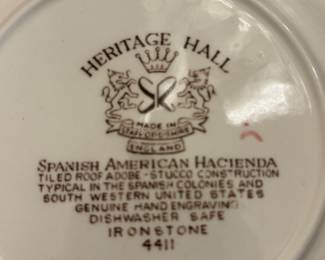 HERITAGE HALL
SR
MADE IN
STAFFORDSHIRE
ENGLAND
SPANISH AMERICAN HACIENDA
TILED ROOF ADOBE-STUCCO CONSTRUCTION
TYPICAL IN THE SPANISH COLONIES AND
SOUTH WESTERN UNITED STATES
GENUINE HAND ENGRAVING
DISHWASHER SAFE
IRONSTONE
4411